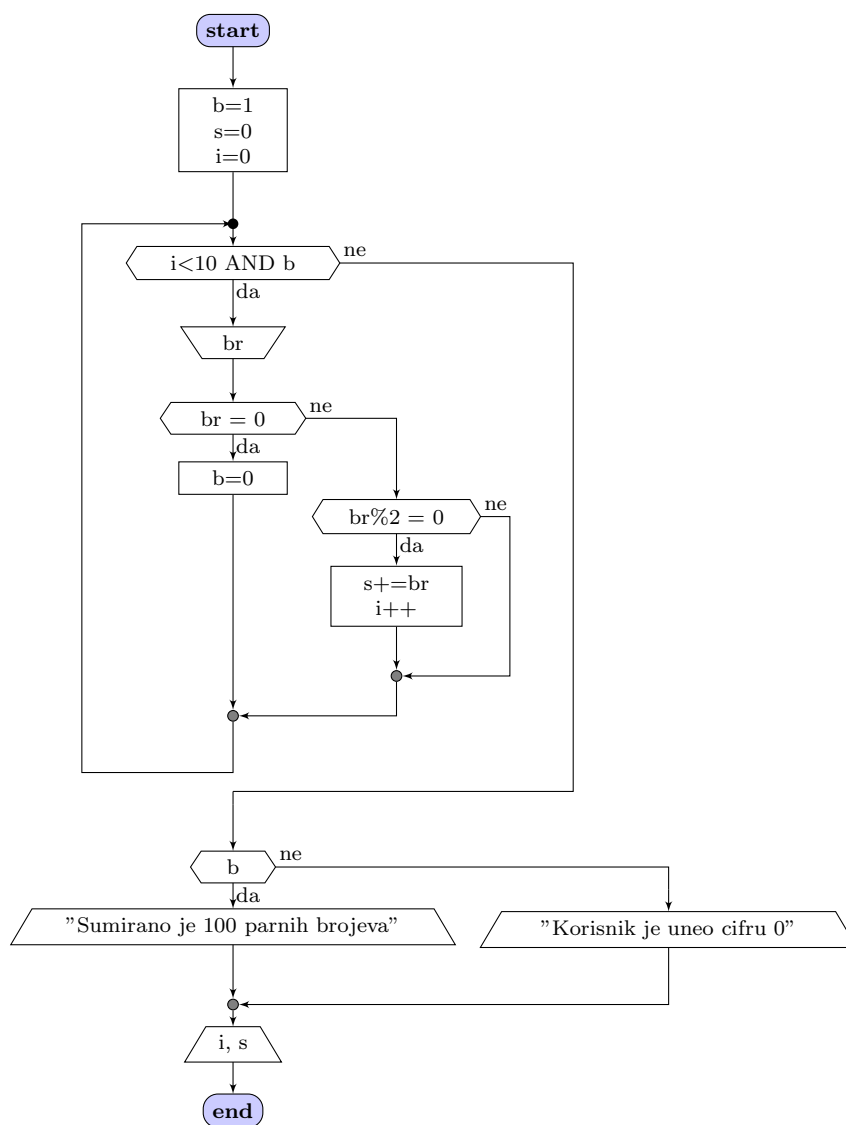 start
b=1
s=0
i=0
i<10 AND b
ne
da
br
br = 0
ne
da
b=0
br%2 = 0
ne
da
s+=br
i++
b
ne
da
"Sumirano je 100 parnih brojeva"
"Korisnik je uneo cifru 0"
i, s
end